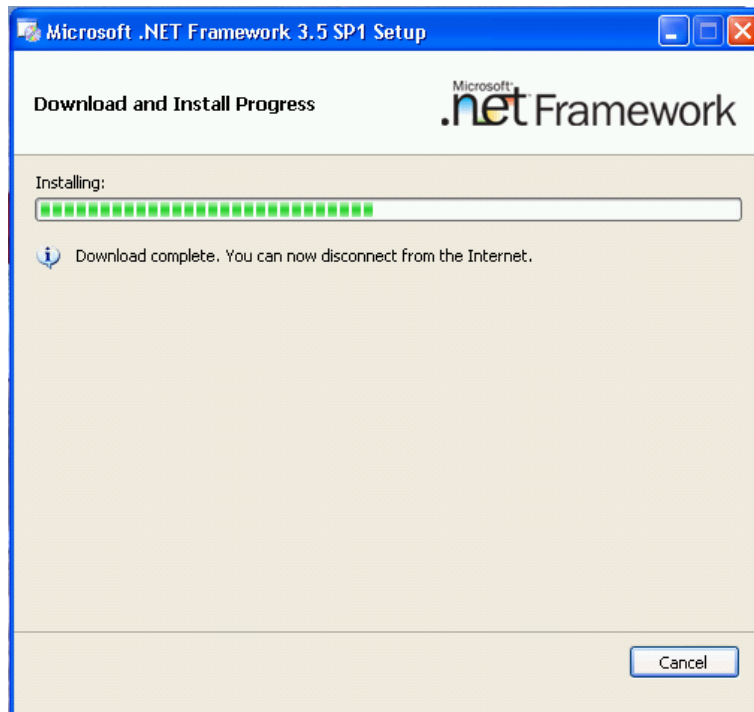 Microsoft .NET Framework 3.5 SP1 Setup
Download and Install Progress
Microsoft
.net Framework
Installing:
Download complete. You can now disconnect from the Internet.
Cancel